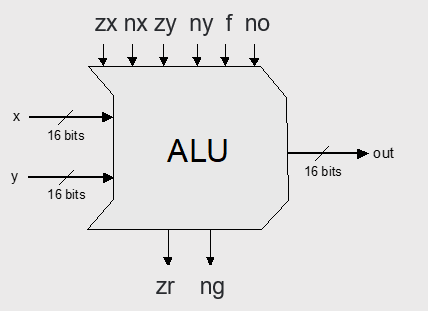 zx nx zy ny f no
x
16 bits
ALU
y
16 bits
out
16 bits
zr ng